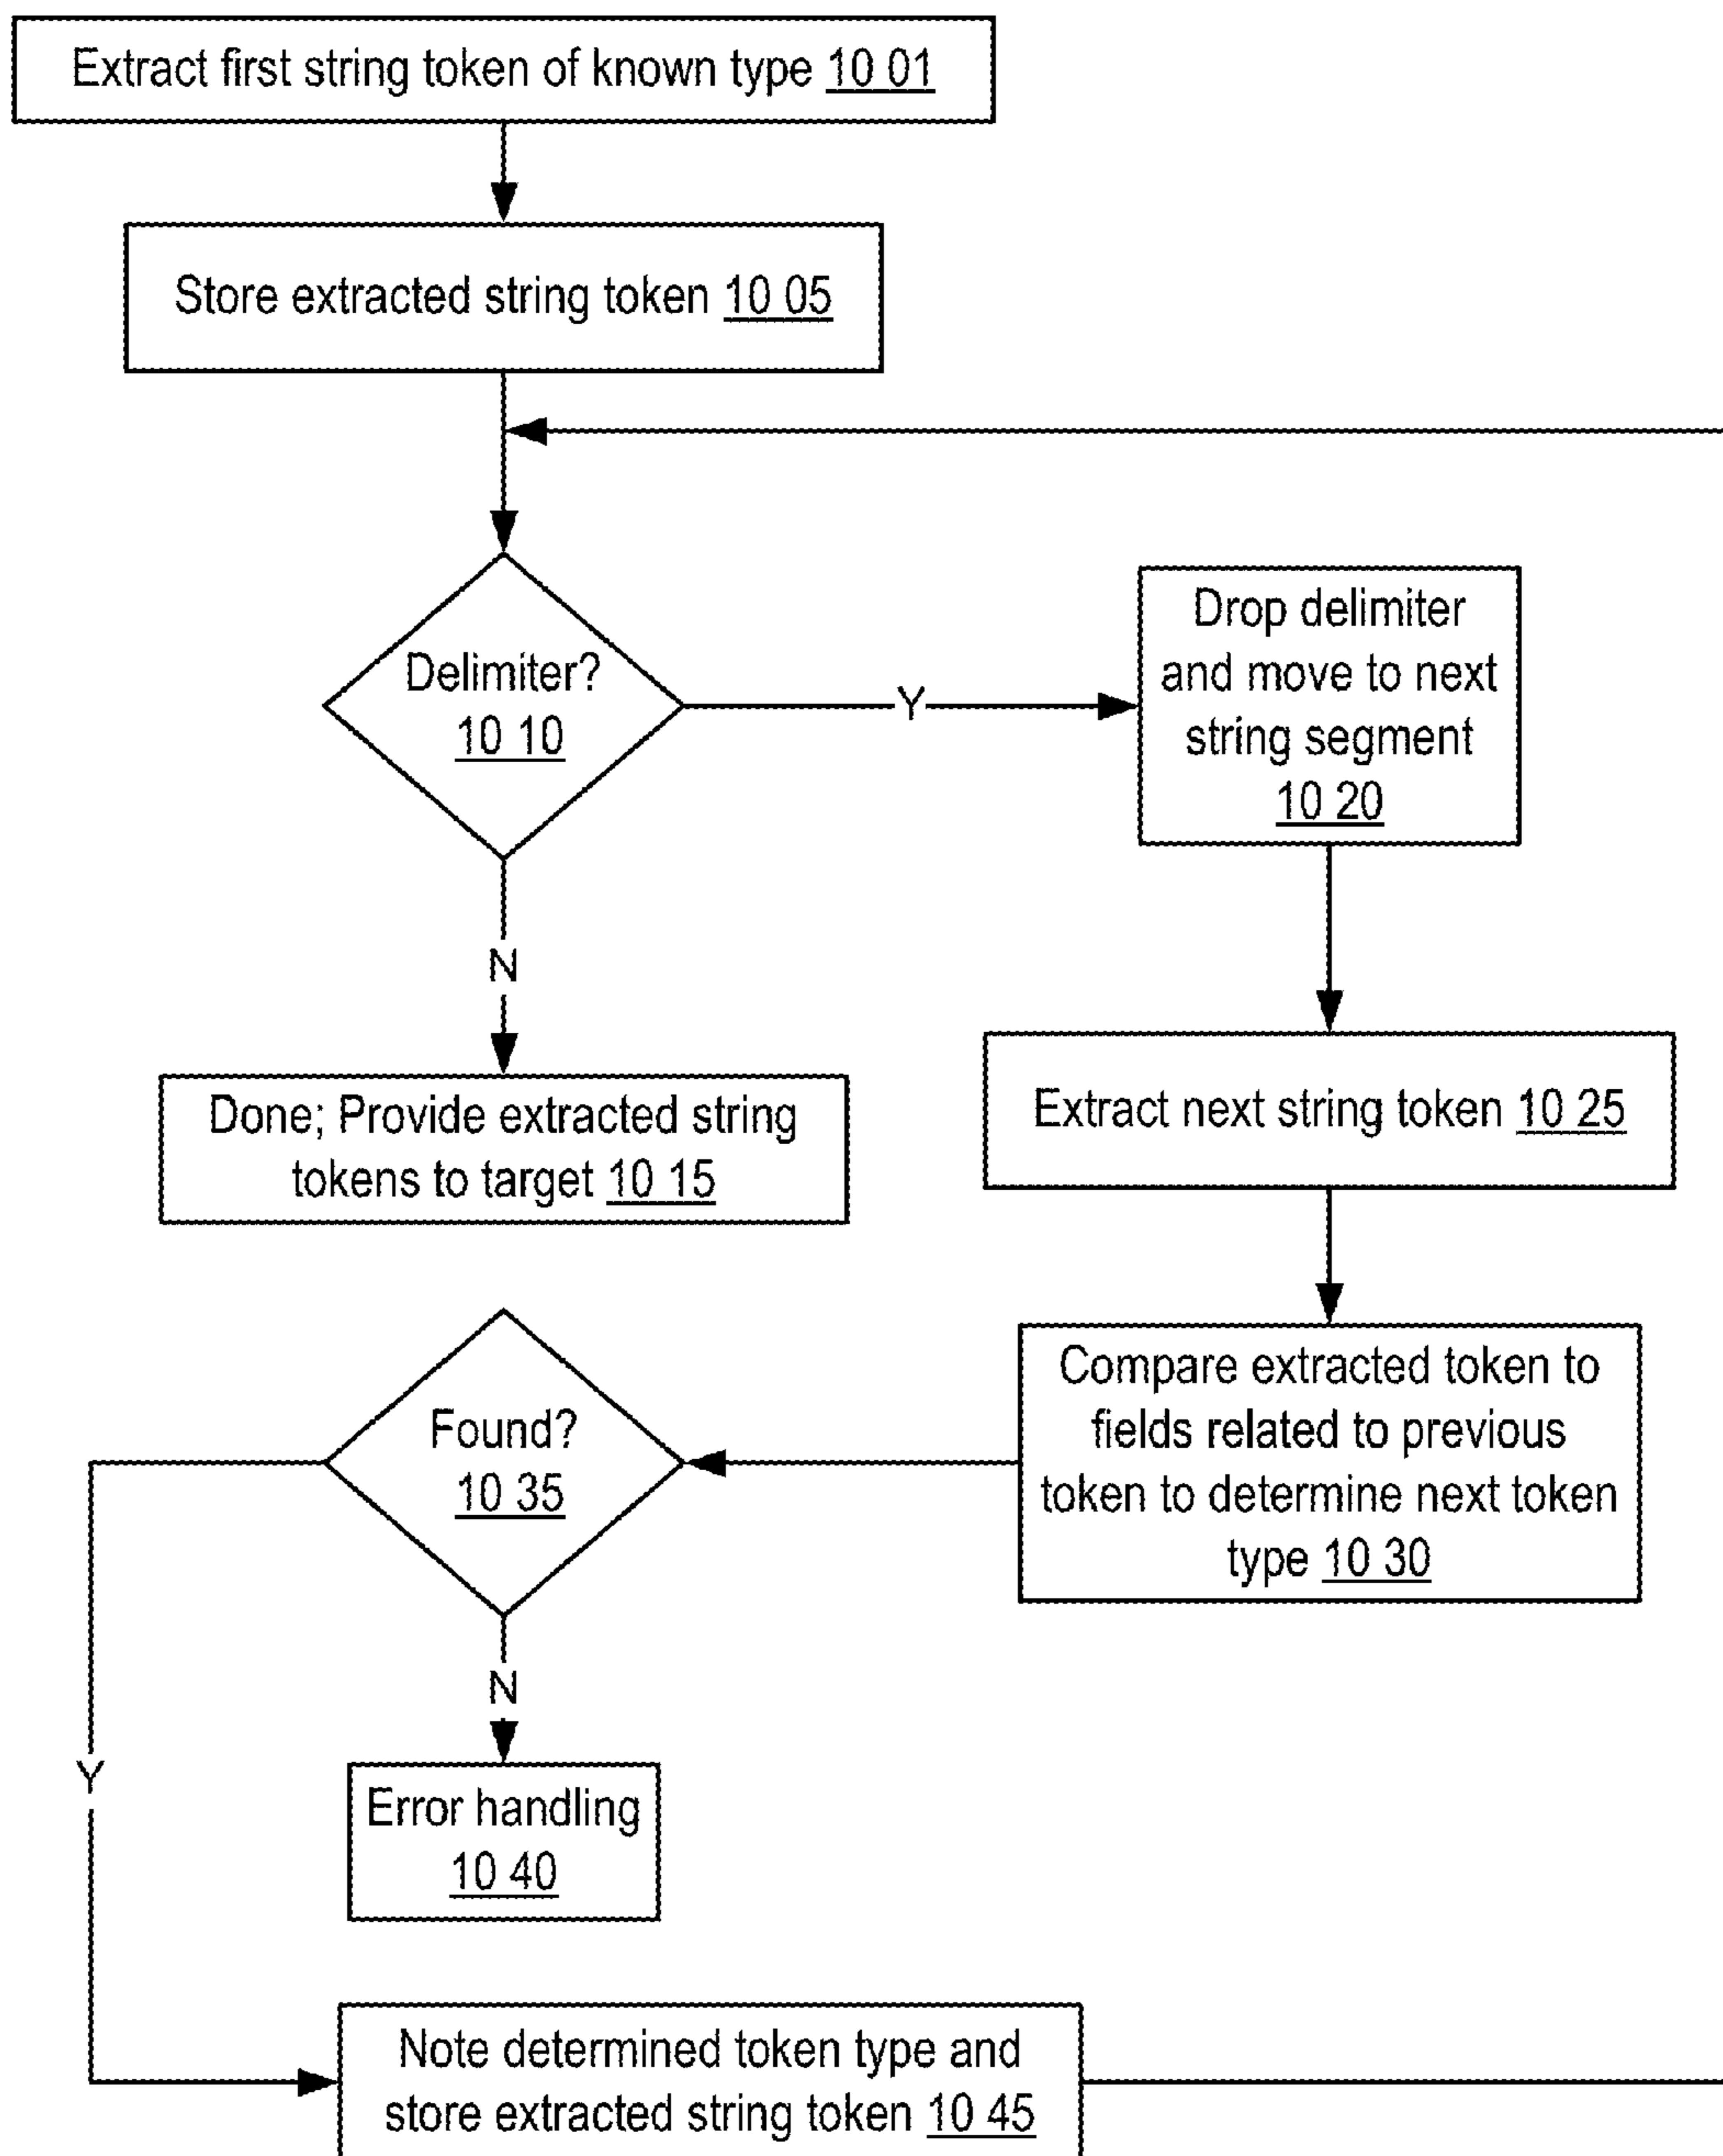 Extract first string token of known type 10 01
Store extracted string token 10 05
Delimiter?
10 10
Y
Drop delimiter
and move to next
string segment
10 20
N
Done; Provide extracted string
tokens to target 10 15
Extract next string token 10 25
Compare extracted token to
fields related to previous
token to determine next token
type 10 30
Found?
10 35
N
Y
Error handling
10 40
Note determined token type and
store extracted string token 10 45